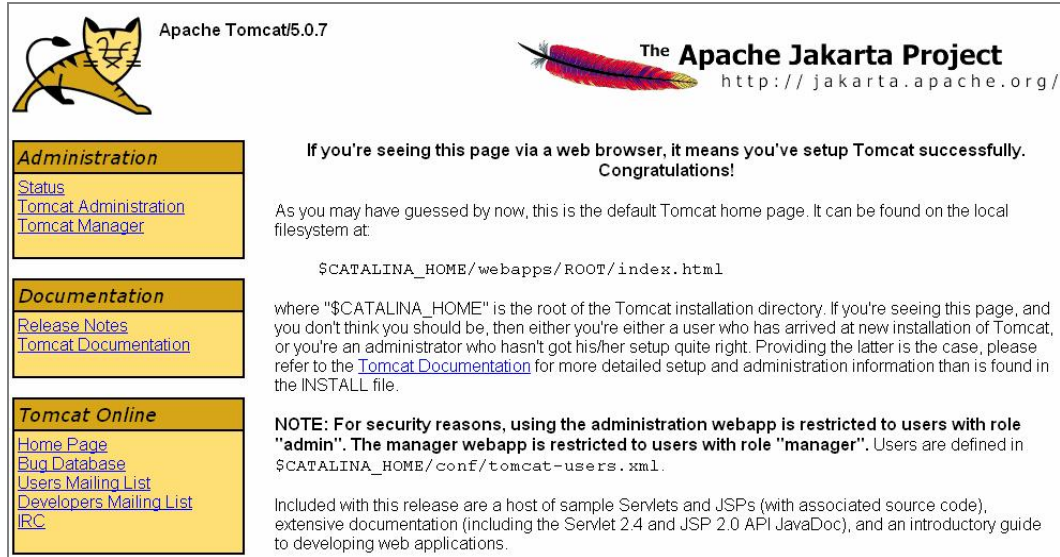 Apache Tomcat/5.0.7
The Apache Jakarta Project
http://jakarta.apache.org/
Administration
Status
Tomcat Administration
Tomcat Manager
Documentation
Release Notes
Tomcat Documentation
Tomcat Online
Home Page
Bug Database
Users Mailing List
Developers Mailing List
IRC
If you're seeing this page via a web browser, it means you've setup Tomcat successfully.
Congratulations!
As you may have guessed by now, this is the default Tomcat home page. It can be found on the local
filesystem at:
$CATALINA_HOME/webapps/ROOT/index.html
where "$CATALINA_HOME" is the root of the Tomcat installation directory. If you're seeing this page, and
you don't think you should be, then either you're either a user who has arrived at new installation of Tomcat,
or you're an administrator who hasn't got his/her setup quite right. Providing the latter is the case, please
refer to the Tomcat Documentation for more detailed setup and administration information than is found in
the INSTALL file.
NOTE: For security reasons, using the administration webapp is restricted to users with role
"admin". The manager webapp is restricted to users with role "manager". Users are defined in
$CATALINA_HOME/conf/tomcat-users.xml.
Included with this release are a host of sample Servlets and JSPs (with associated source code),
extensive documentation (including the Servlet 2.4 and JSP 2.0 API JavaDoc), and an introductory guide
to developing web applications.